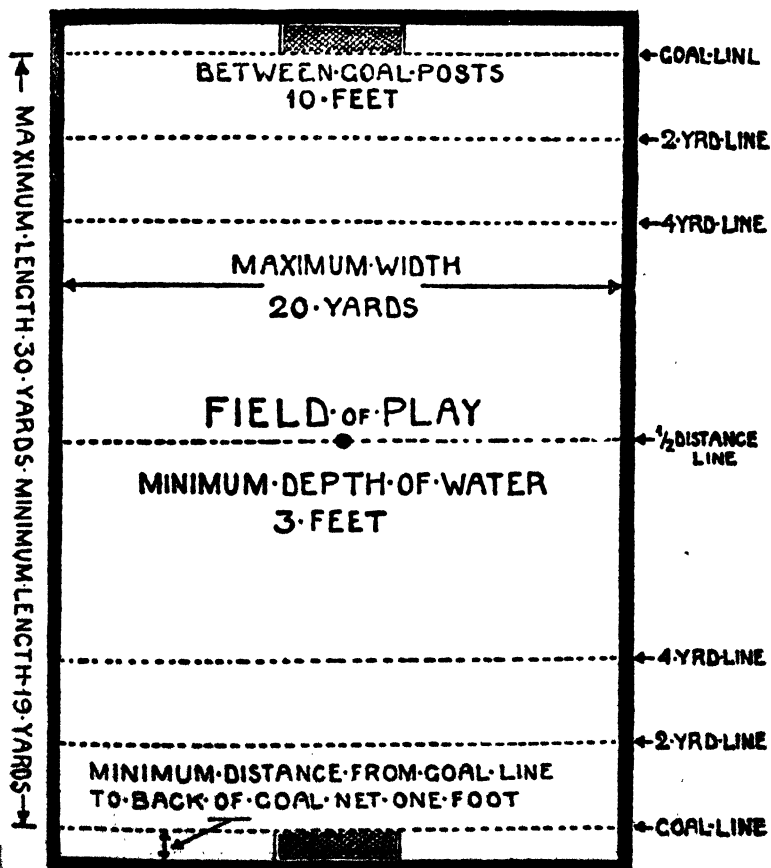 GOAL·LINL
BETWEEN·GOAL·POSTS
10·FEET
2·YRD·LINE
4YRD·LINE
MAXIMUM·WIDTH
20·YARDS
MAXIMUM·LENGTH·30·YARDS·MINIMUM·LENGTH·19·YARDS
FIELD·OF·PLAY
1/2 DISTANCE
LINE
MINIMUM·DEPTH·OF·WATER
3·FEET
4·YRD·LINE
2·YRD·LINE
MINIMUM·DISTANCE·FROM·GOAL·LINE
TO·BACK·OF·GOAL·NET·ONE·FOOT
GOAL·LINE